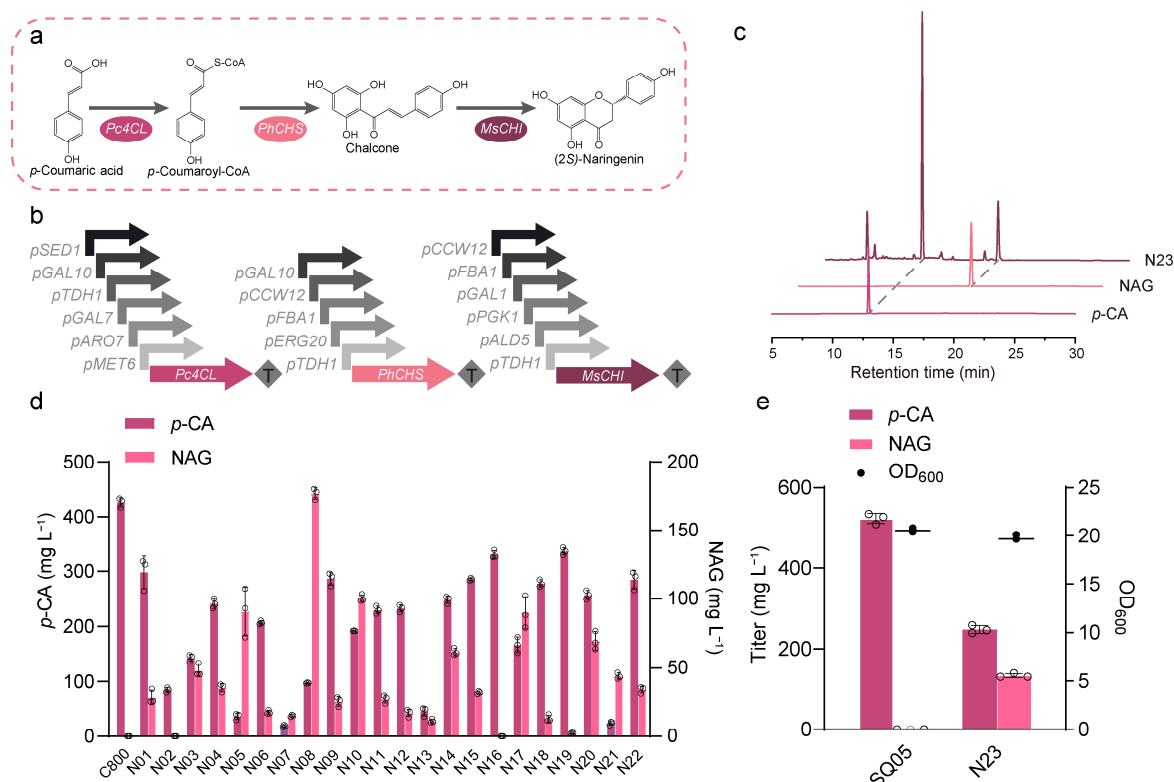 a
OH
O
OH
p-Coumaric acid
Pc4CL
O
S-CoA
OH
p-Coumaroyl-CoA
PhCHS
HO
OH
OH
OH
O
Chalcone
MsCHI
HO
O
OH
OH
O
(2S)-Naringenin
b
pSED1
pGAL10
pTDH1
pGAL7
pARO7
pMET6
Pc4CL
T
pGAL10
pCCW12
pFBA1
pERG20
pTDH1
PhCHS
T
pCCW12
pFBA1
pGAL1
pPGK1
pALD5
pTDH1
MsCHI
T
c
N23
NAG
p-CA
5 10 15 20 25 30
Retention time (min)
d
p-CA
NAG
500
400
300
200
100
0
p-CA (mg L−1)
200
150
100
50
0
NAG (mg L−1)
C800 N01 N02 N03 N04 N05 N06 N07 N08 N09 N10 N11 N12 N13 N14 N15 N16 N17 N18 N19 N20 N21 N22
e
p-CA
NAG
OD600
600
400
200
0
Titer (mg L−1)
25
20
15
10
5
0
OD600
SQ05 N23